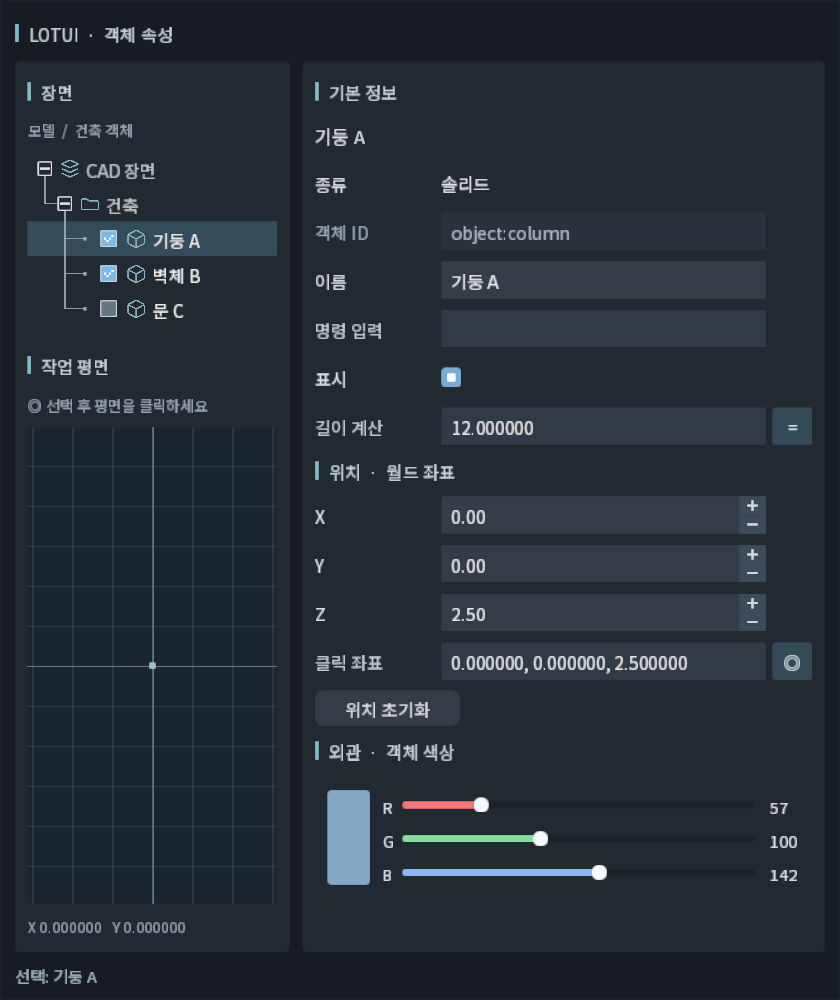 LOTUI · 객체 속성
장면
모델 / 건축 객체
CAD 장면
건축
기둥 A
벽체 B
문 C
작업 평면
◎ 선택 후 평면을 클릭하세요
X 0.000000 Y 0.000000
기본 정보
기둥 A
종류 솔리드
객체 ID object:column
이름 기둥 A
명령 입력
표시
길이 계산 12.000000 =
위치 · 월드 좌표
X 0.00 + −
Y 0.00 + −
Z 2.50 + −
클릭 좌표 0.000000, 0.000000, 2.500000 ◎
위치 초기화
외관 · 객체 색상
R 57
G 100
B 142
선택: 기둥 A